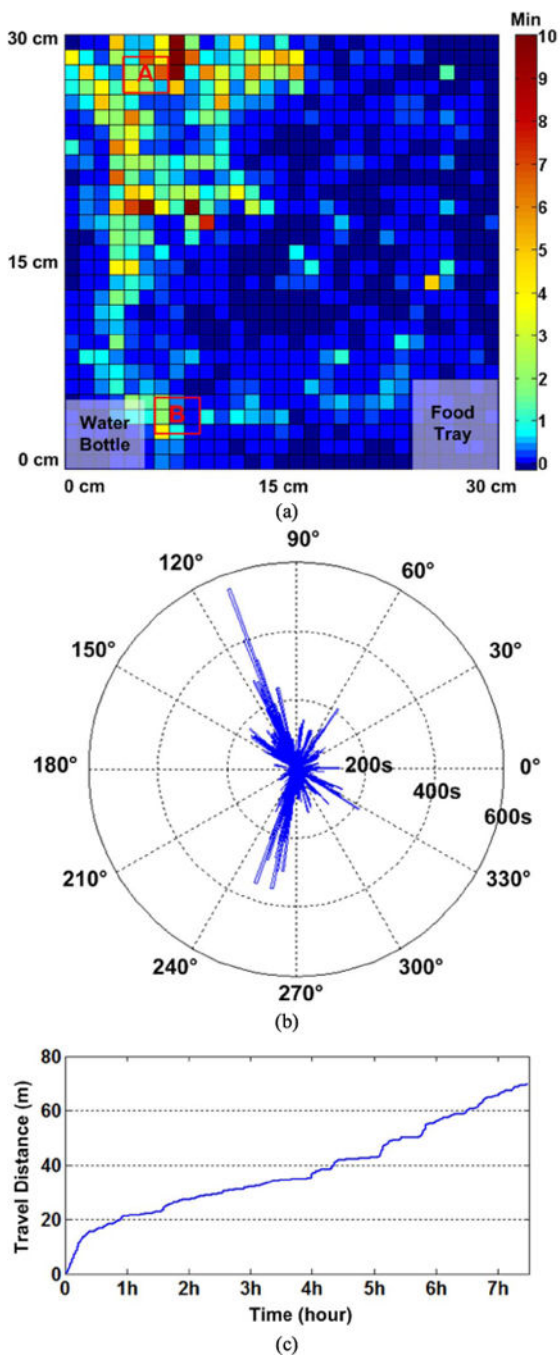 30 cm
Min
10
A
9
8
7
6
15 cm
5
4
3
2
B
Water
Bottle
Food
Tray
1
0 cm
0
0 cm
15 cm
30 cm
(a)
90°
120°
60°
150°
30°
180°
200s
0°
400s
600s
210°
330°
240°
300°
270°
(b)
80
60
40
20
0
Travel Distance (m)
0
1h
2h
3h
4h
5h
6h
7h
Time (hour)
(c)